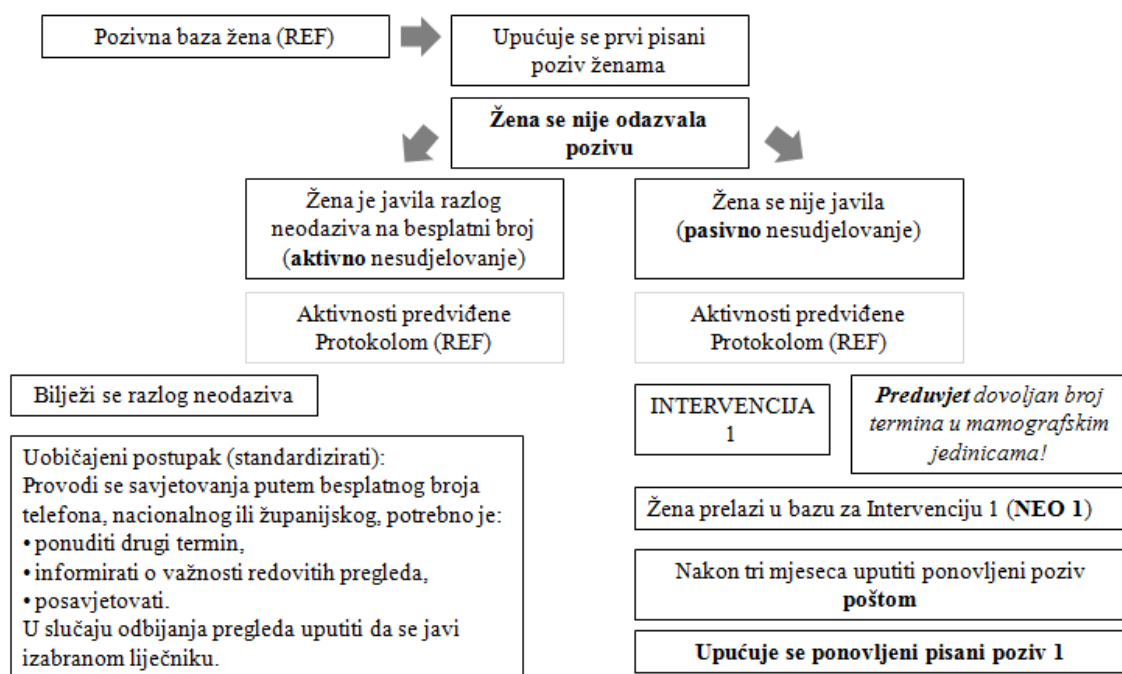 Pozivna baza žena (REF)
Upućuje se prvi pisani
poziv ženama
Žena se nije odazvala
pozivu
Žena je javila razlog
neodaziva na besplatni broj
(aktivno nesudjelovanje)
Žena se nije javila
(pasivno nesudjelovanje)
Aktivnosti predviđene
Protokolom (REF)
Aktivnosti predviđene
Protokolom (REF)
Bilježi se razlog neodaziva
INTERVENCIJA
1
Preduvjet dovoljan broj
termina u mamografskim
jedinicama!
Uobičajeni postupak (standardizirati):
Provodi se savjetovanja putem besplatnog broja
telefona, nacionalnog ili županijskog, potrebno je:
• ponuditi drugi termin,
• informirati o važnosti redovitih pregleda,
• posavjetovati.
U slučaju odbijanja pregleda uputiti da se javi
izabranom liječniku.
Žena prelazi u bazu za Intervenciju 1 (NEO 1)
Nakon tri mjeseca uputiti ponovljeni poziv
poštom
Upućuje se ponovljeni pisani poziv 1